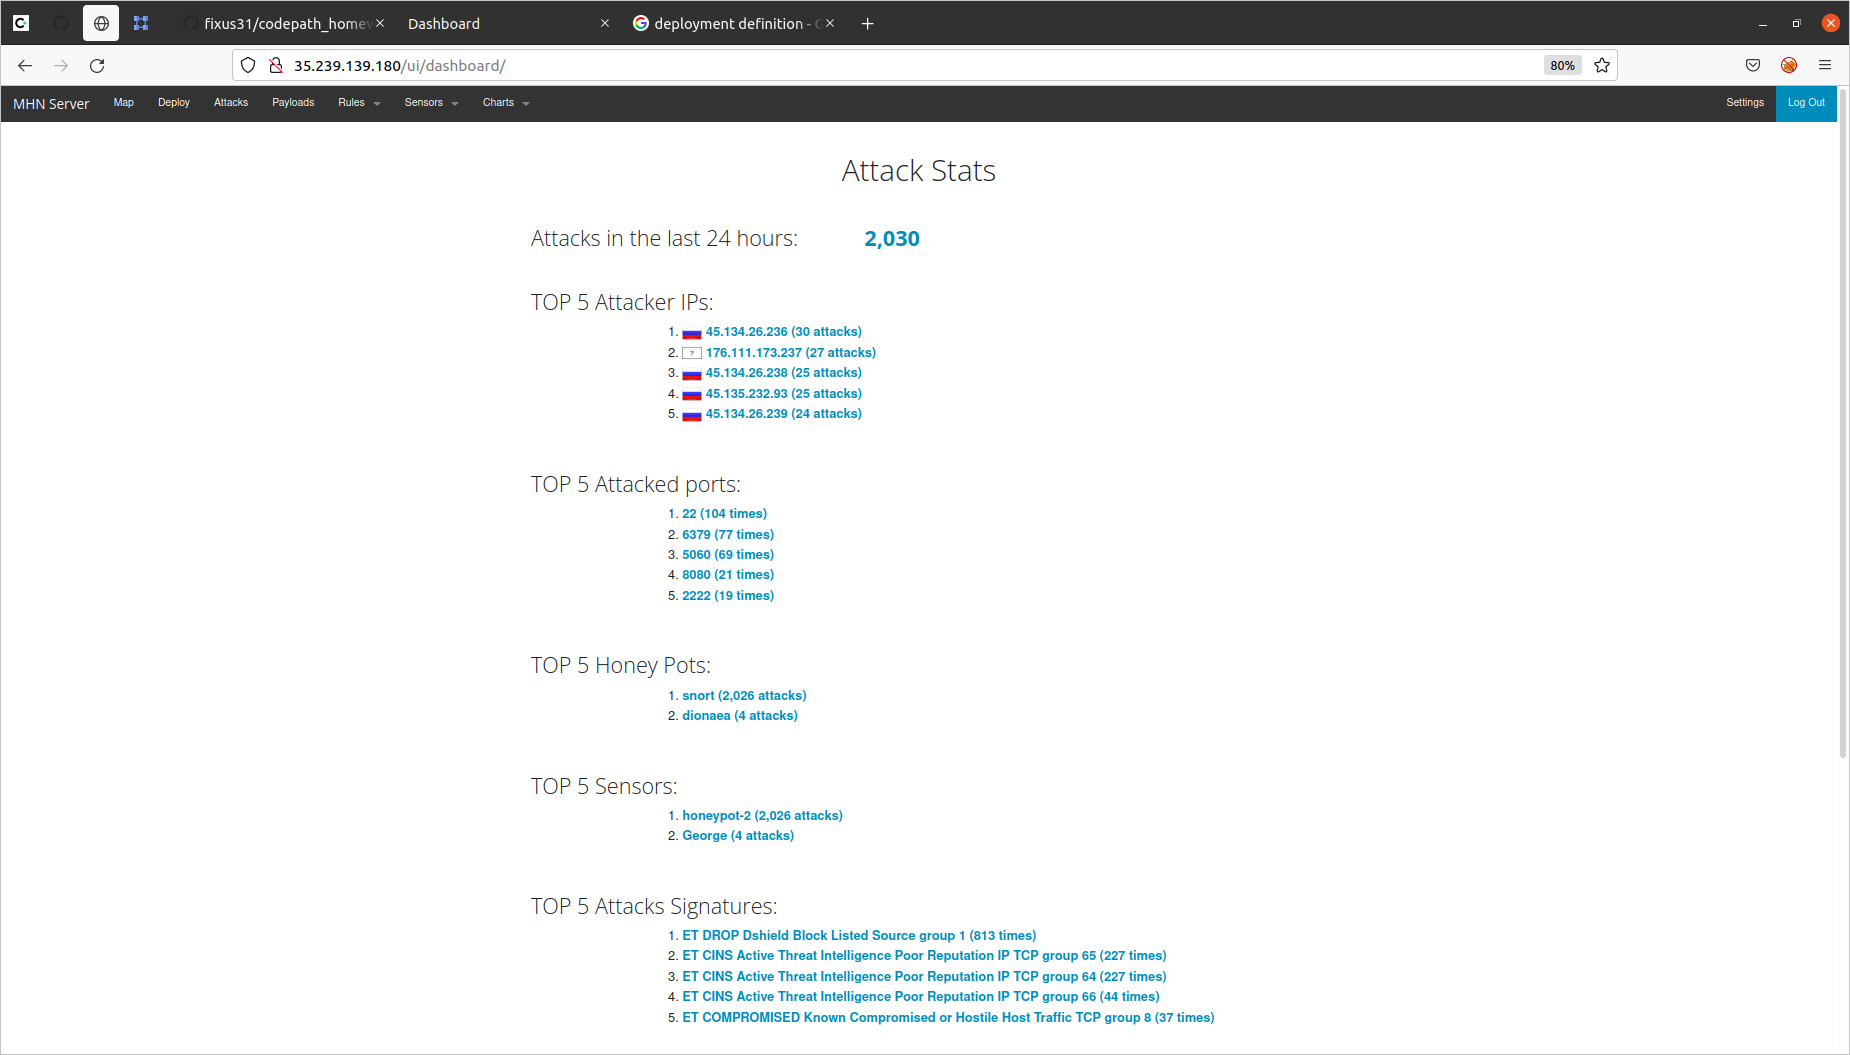 fixus31/codepath_homew
Dashboard
deployment definition - G
35.239.139.180/ui/dashboard/
80%
MHN Server Map Deploy Attacks Payloads Rules Sensors Charts Settings Log Out
Attack Stats
Attacks in the last 24 hours: 2,030
TOP 5 Attacker IPs:
1. 45.134.26.236 (30 attacks)
2. ? 176.111.173.237 (27 attacks)
3. 45.134.26.238 (25 attacks)
4. 45.135.232.93 (25 attacks)
5. 45.134.26.239 (24 attacks)
TOP 5 Attacked ports:
1. 22 (104 times)
2. 6379 (77 times)
3. 5060 (69 times)
4. 8080 (21 times)
5. 2222 (19 times)
TOP 5 Honey Pots:
1. snort (2,026 attacks)
2. dionaea (4 attacks)
TOP 5 Sensors:
1. honeypot-2 (2,026 attacks)
2. George (4 attacks)
TOP 5 Attacks Signatures:
1. ET DROP Dshield Block Listed Source group 1 (813 times)
2. ET CINS Active Threat Intelligence Poor Reputation IP TCP group 65 (227 times)
3. ET CINS Active Threat Intelligence Poor Reputation IP TCP group 64 (227 times)
4. ET CINS Active Threat Intelligence Poor Reputation IP TCP group 66 (44 times)
5. ET COMPROMISED Known Compromised or Hostile Host Traffic TCP group 8 (37 times)